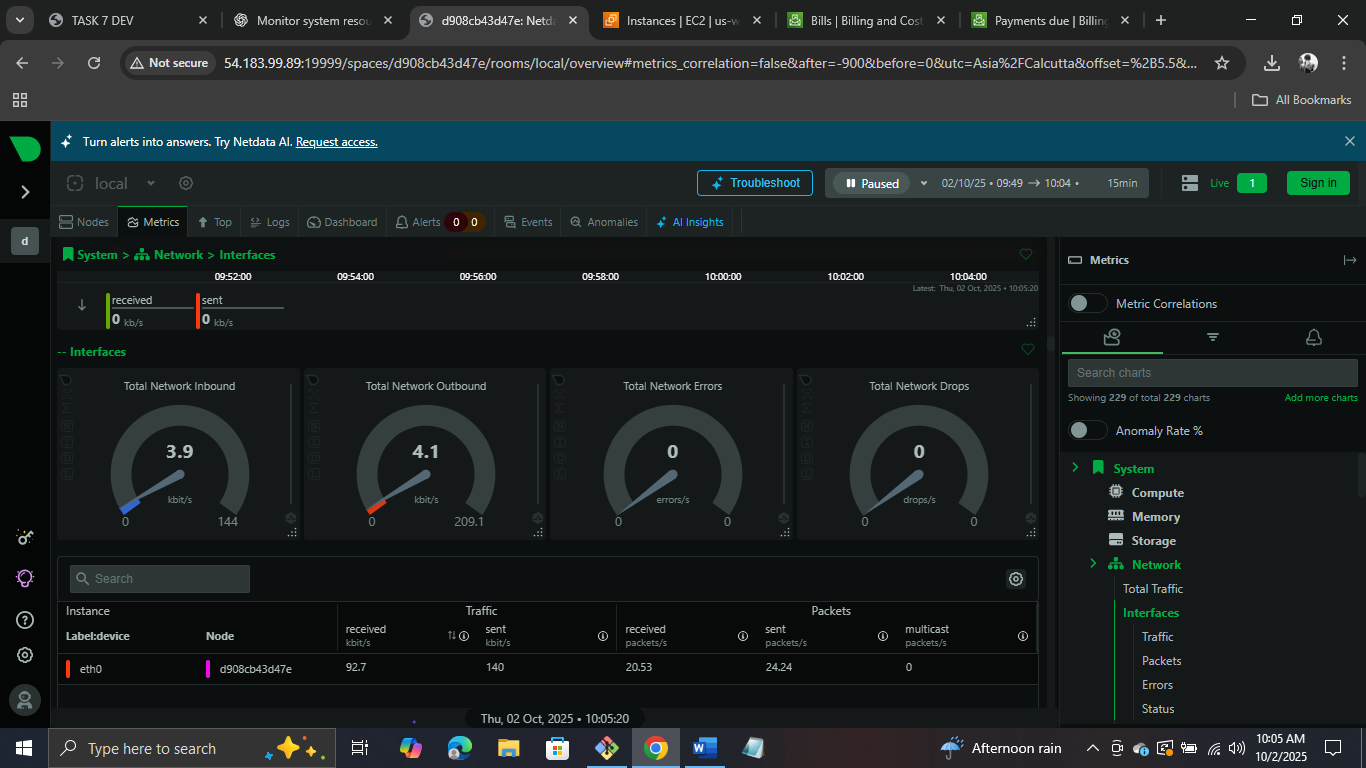 TASK 7 DEV
Monitor system resou
d908cb43d47e: Netda
Instances | EC2 | us-w
Bills | Billing and Cost
Payments due | Billing
Not secure
54.183.99.89:19999/spaces/d908cb43d47e/rooms/local/overview#metrics_correlation=false&after=-900&before=0&utc=Asia%2FCalcutta&offset=%2B5.5&...
All Bookmarks
Turn alerts into answers. Try Netdata AI. Request access.
local
Troubleshoot
Paused
02/10/25 • 09:49 → 10:04 •
15min
Live
1
Sign in
Nodes
Metrics
Top
Logs
Dashboard
Alerts
0
0
Events
Anomalies
AI Insights
d
System > Network > Interfaces
09:52:00
09:54:00
09:56:00
09:58:00
10:00:00
10:02:00
10:04:00
Latest: Thu, 02 Oct, 2025 • 10:05:20
received
0 kb/s
sent
0 kb/s
-- Interfaces
Total Network Inbound
3.9
kbit/s
0
144
Total Network Outbound
4.1
kbit/s
0
209.1
Total Network Errors
0
errors/s
0
0
Total Network Drops
0
drops/s
0
0
Search
Instance
Traffic
Packets
Label:device
Node
received
kbit/s
sent
kbit/s
received
packets/s
sent
packets/s
multicast
packets/s
eth0
d908cb43d47e
92.7
140
20.53
24.24
0
Thu, 02 Oct, 2025 • 10:05:20
Metrics
Metric Correlations
Search charts
Showing 229 of total 229 charts
Add more charts
Anomaly Rate %
System
Compute
Memory
Storage
Network
Total Traffic
Interfaces
Traffic
Packets
Errors
Status
Type here to search
Afternoon rain
10:05 AM
10/2/2025